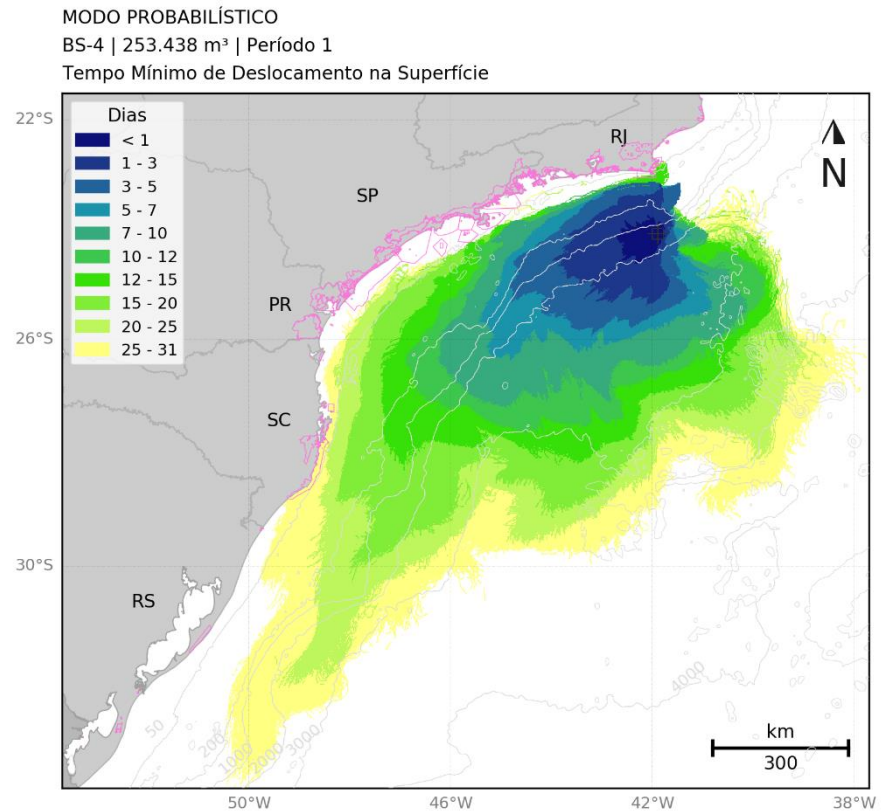 MODO PROBABILÍSTICO
BS-4 | 253.438 m³ | Período 1
Tempo Mínimo de Deslocamento na Superfície
22°S
26°S
30°S
Dias
< 1
1 - 3
3 - 5
5 - 7
7 - 10
10 - 12
12 - 15
15 - 20
20 - 25
25 - 31
RJ
N
SP
PR
SC
RS
50
200
1000
2000
3000
4000
km
300
50°W
46°W
42°W
38°W